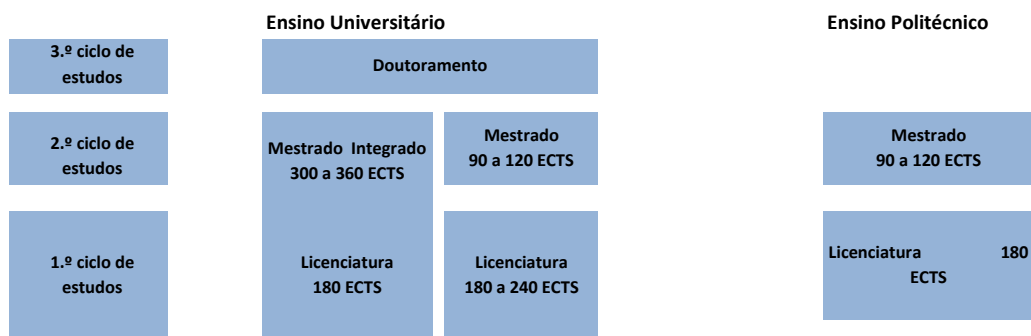 Ensino Universitário
Ensino Politécnico
3.º ciclo de
estudos
Doutoramento
2.º ciclo de
estudos
Mestrado Integrado
300 a 360 ECTS
Mestrado
90 a 120 ECTS
Mestrado
90 a 120 ECTS
1.º ciclo de
estudos
Licenciatura
180 ECTS
Licenciatura
180 a 240 ECTS
Licenciatura 180
ECTS